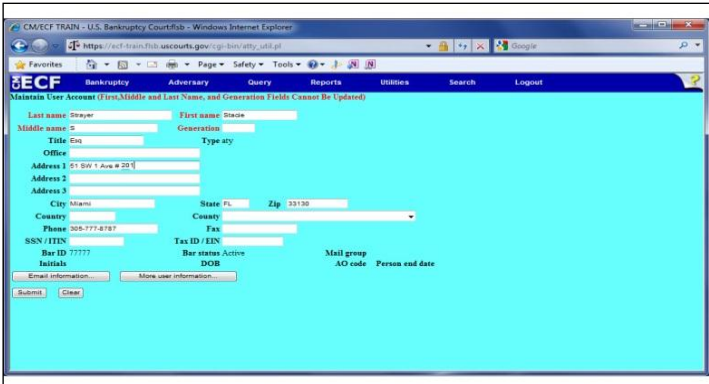 CM/ECF TRAIN - U.S. Bankruptcy Court:flsb - Windows Internet Explorer
https://ecf-train.flsb.uscourts.gov/cgi-bin/atty_util.pl
Google
Favorites Page Safety Tools
ECF Bankruptcy Adversary Query Reports Utilities Search Logout ?
Maintain User Account (First,Middle and Last Name, and Generation Fields Cannot Be Updated)
Last name Strayer First name Stacie
Middle name S Generation
Title Esq Type aty
Office
Address 1 51 SW 1 Ave # 201
Address 2
Address 3
City Miami State FL Zip 33130
Country County
Phone 305-777-8787 Fax
SSN / ITIN Tax ID / EIN
Bar ID 77777 Bar status Active Mail group
Initials DOB AO code Person end date
Email information... More user information...
Submit Clear